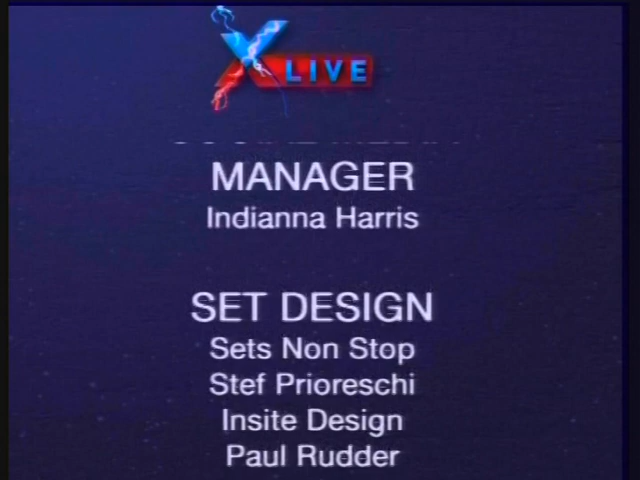 X LIVE
MANAGER
Indianna Harris
SET DESIGN
Sets Non Stop
Stef Prioreschi
Insite Design
Paul Rudder